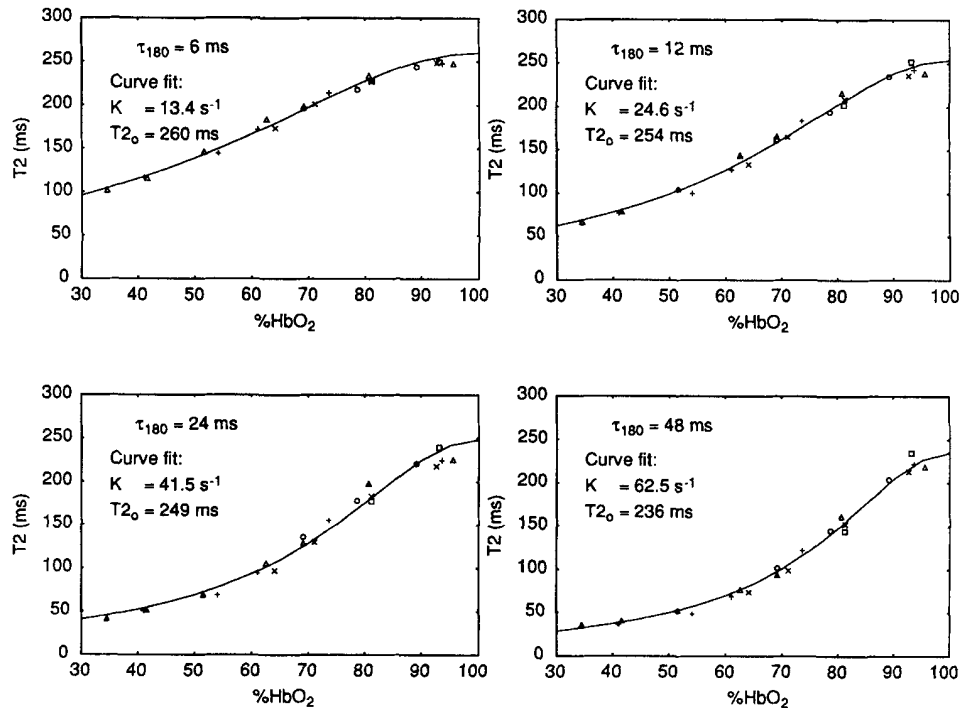 300
250
200
150
100
50
0
T2 (ms)
τ180 = 6 ms
Curve fit:
K = 13.4 s-1
T2o = 260 ms
30 40 50 60 70 80 90 100
%HbO2
300
250
200
150
100
50
0
T2 (ms)
τ180 = 12 ms
Curve fit:
K = 24.6 s-1
T2o = 254 ms
30 40 50 60 70 80 90 100
%HbO2
300
250
200
150
100
50
0
T2 (ms)
τ180 = 24 ms
Curve fit:
K = 41.5 s-1
T2o = 249 ms
30 40 50 60 70 80 90 100
%HbO2
300
250
200
150
100
50
0
T2 (ms)
τ180 = 48 ms
Curve fit:
K = 62.5 s-1
T2o = 236 ms
30 40 50 60 70 80 90 100
%HbO2